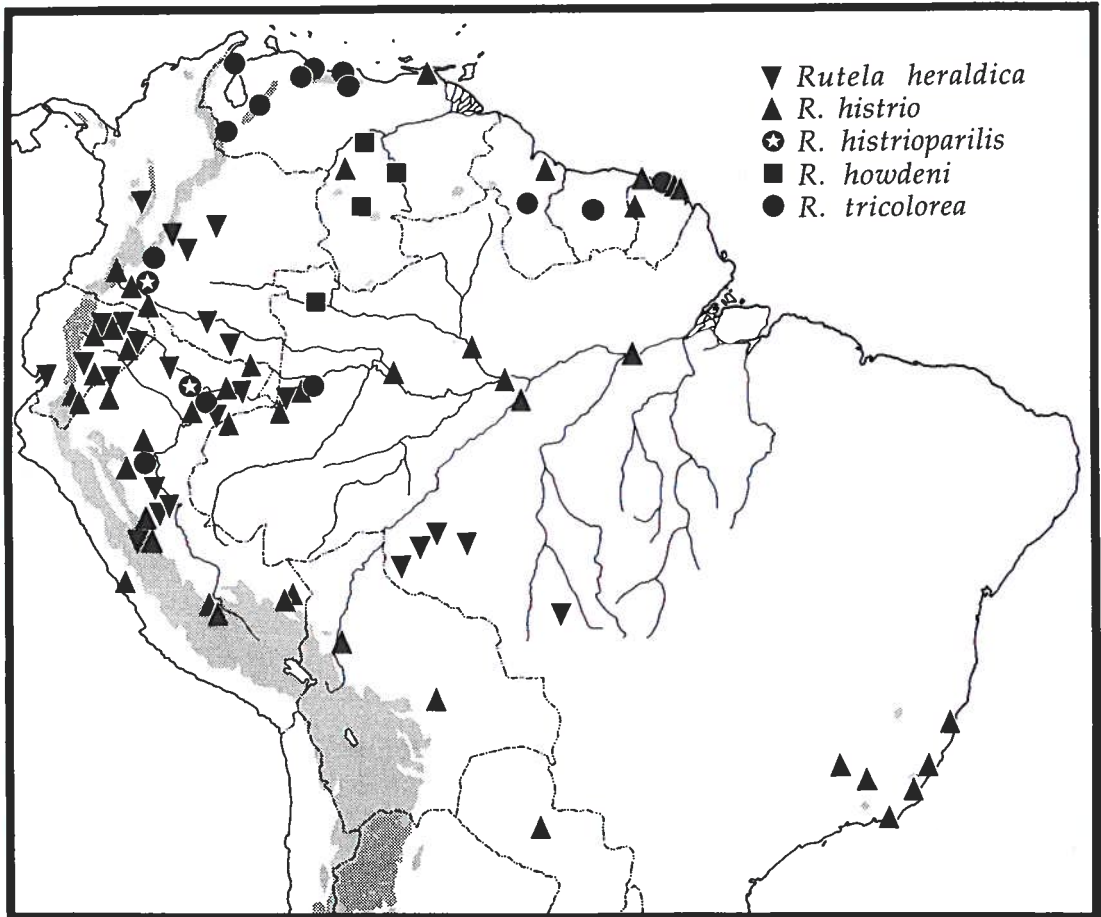 Rutela heraldica
R. histrio
R. histrioparilis
R. howdeni
R. tricolorea